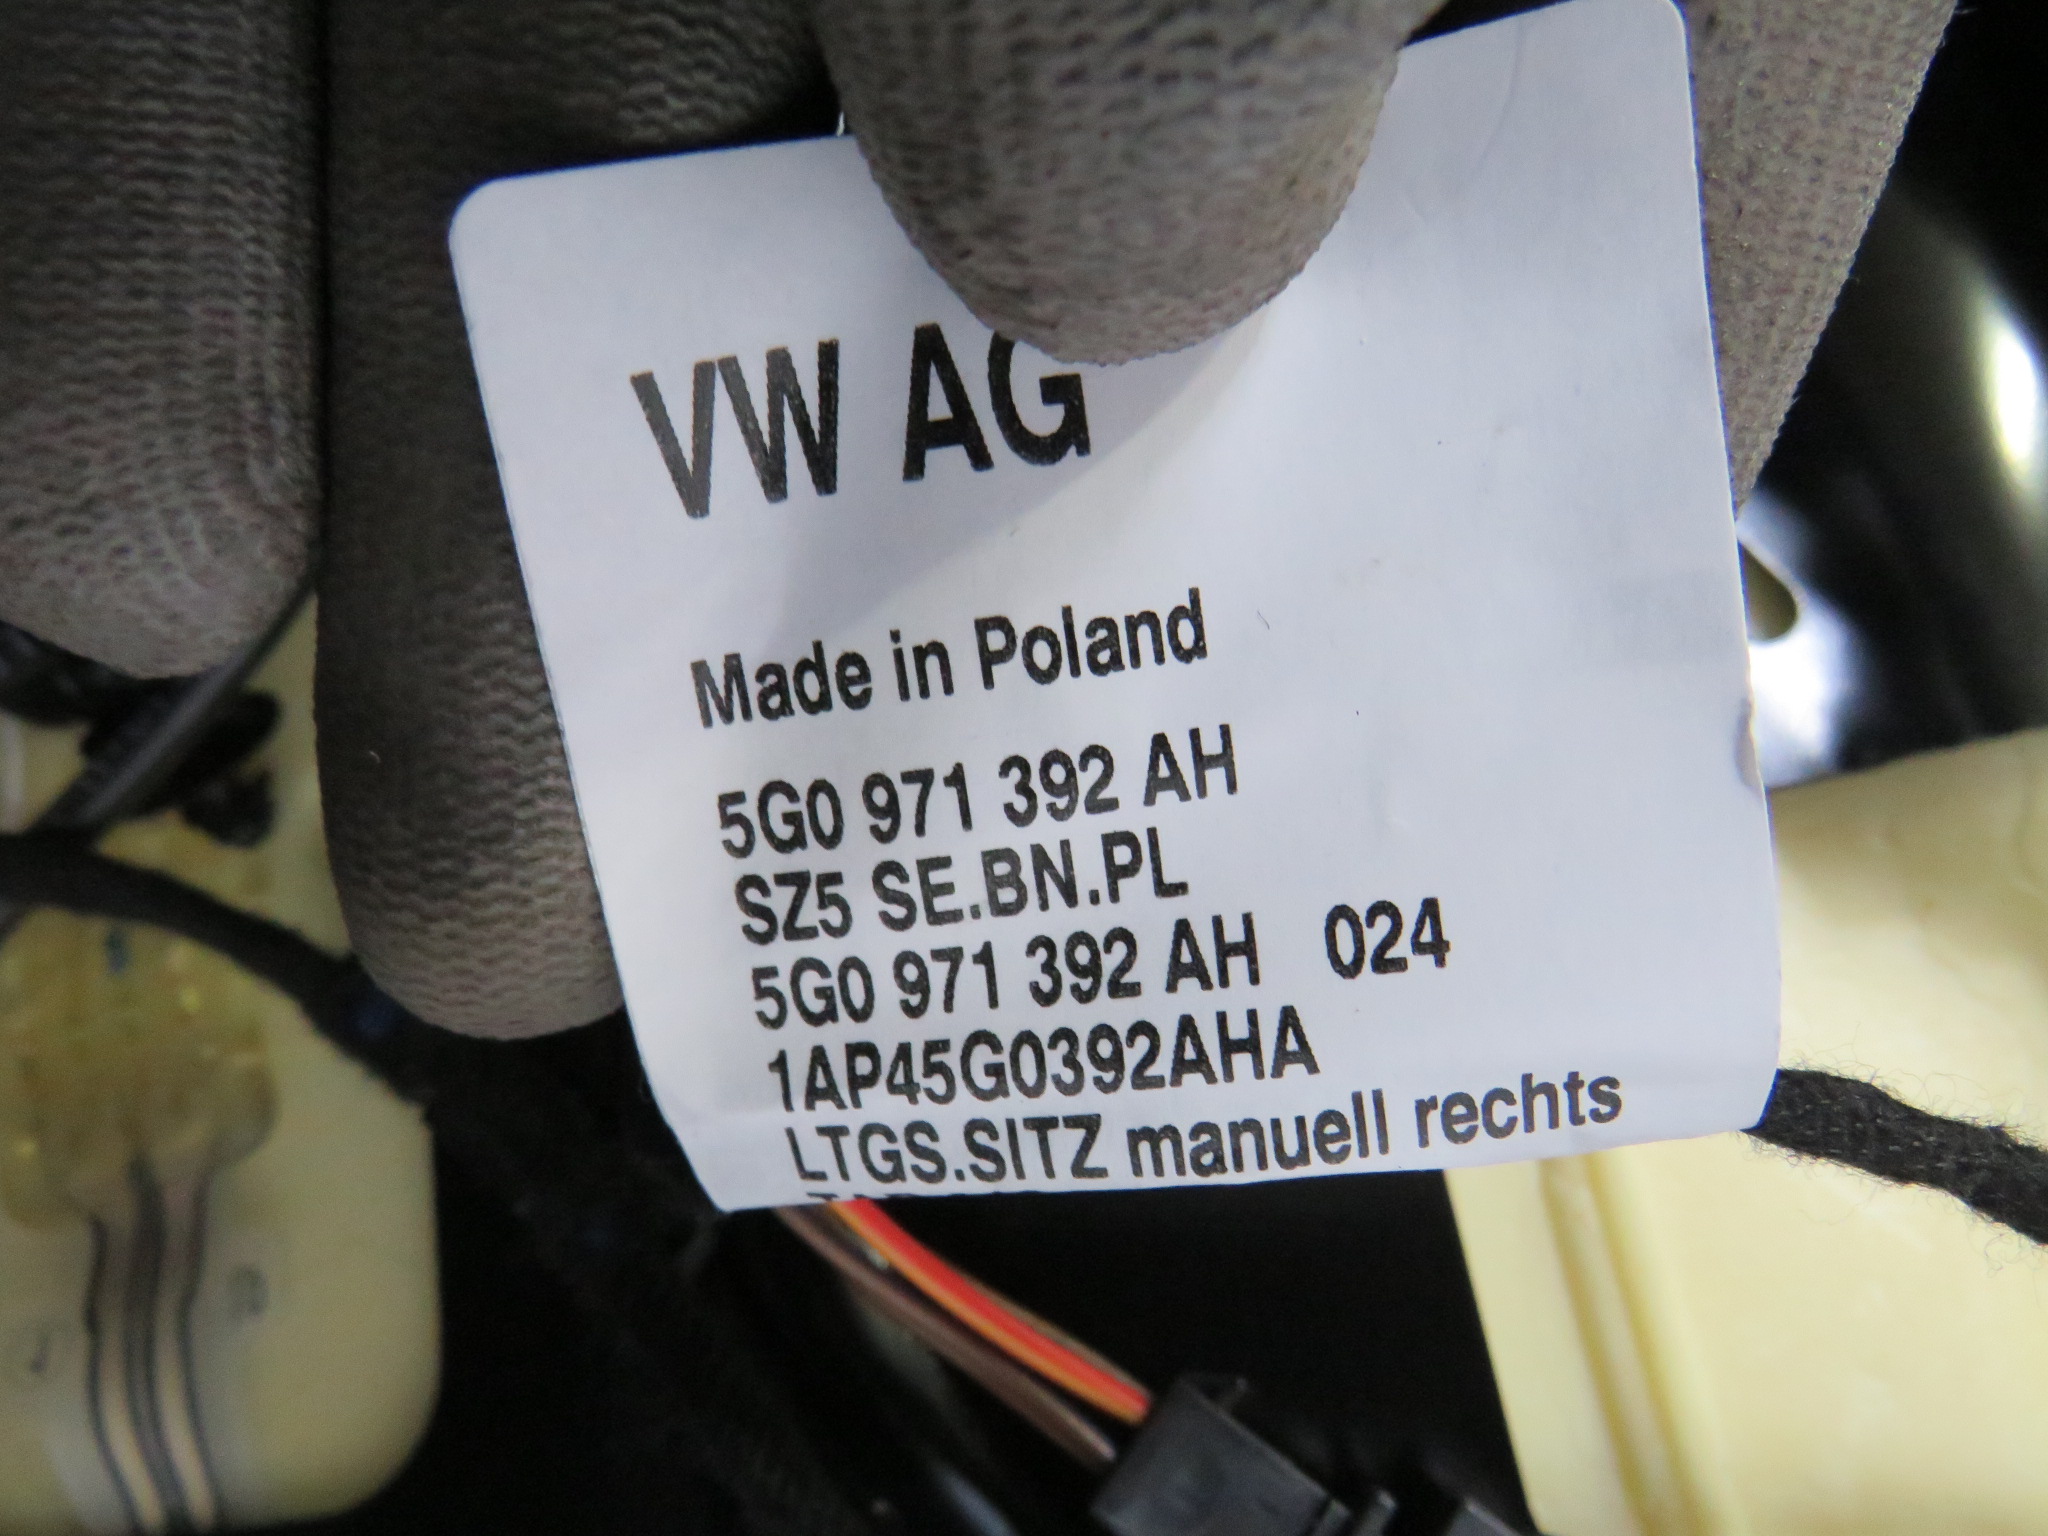 VW AG
Made in Poland
5G0 971 392 AH
SZ5 SE.BN.PL
5G0 971 392 AH 024
1AP45G0392AHA
LTGS.SITZ manuell rechts